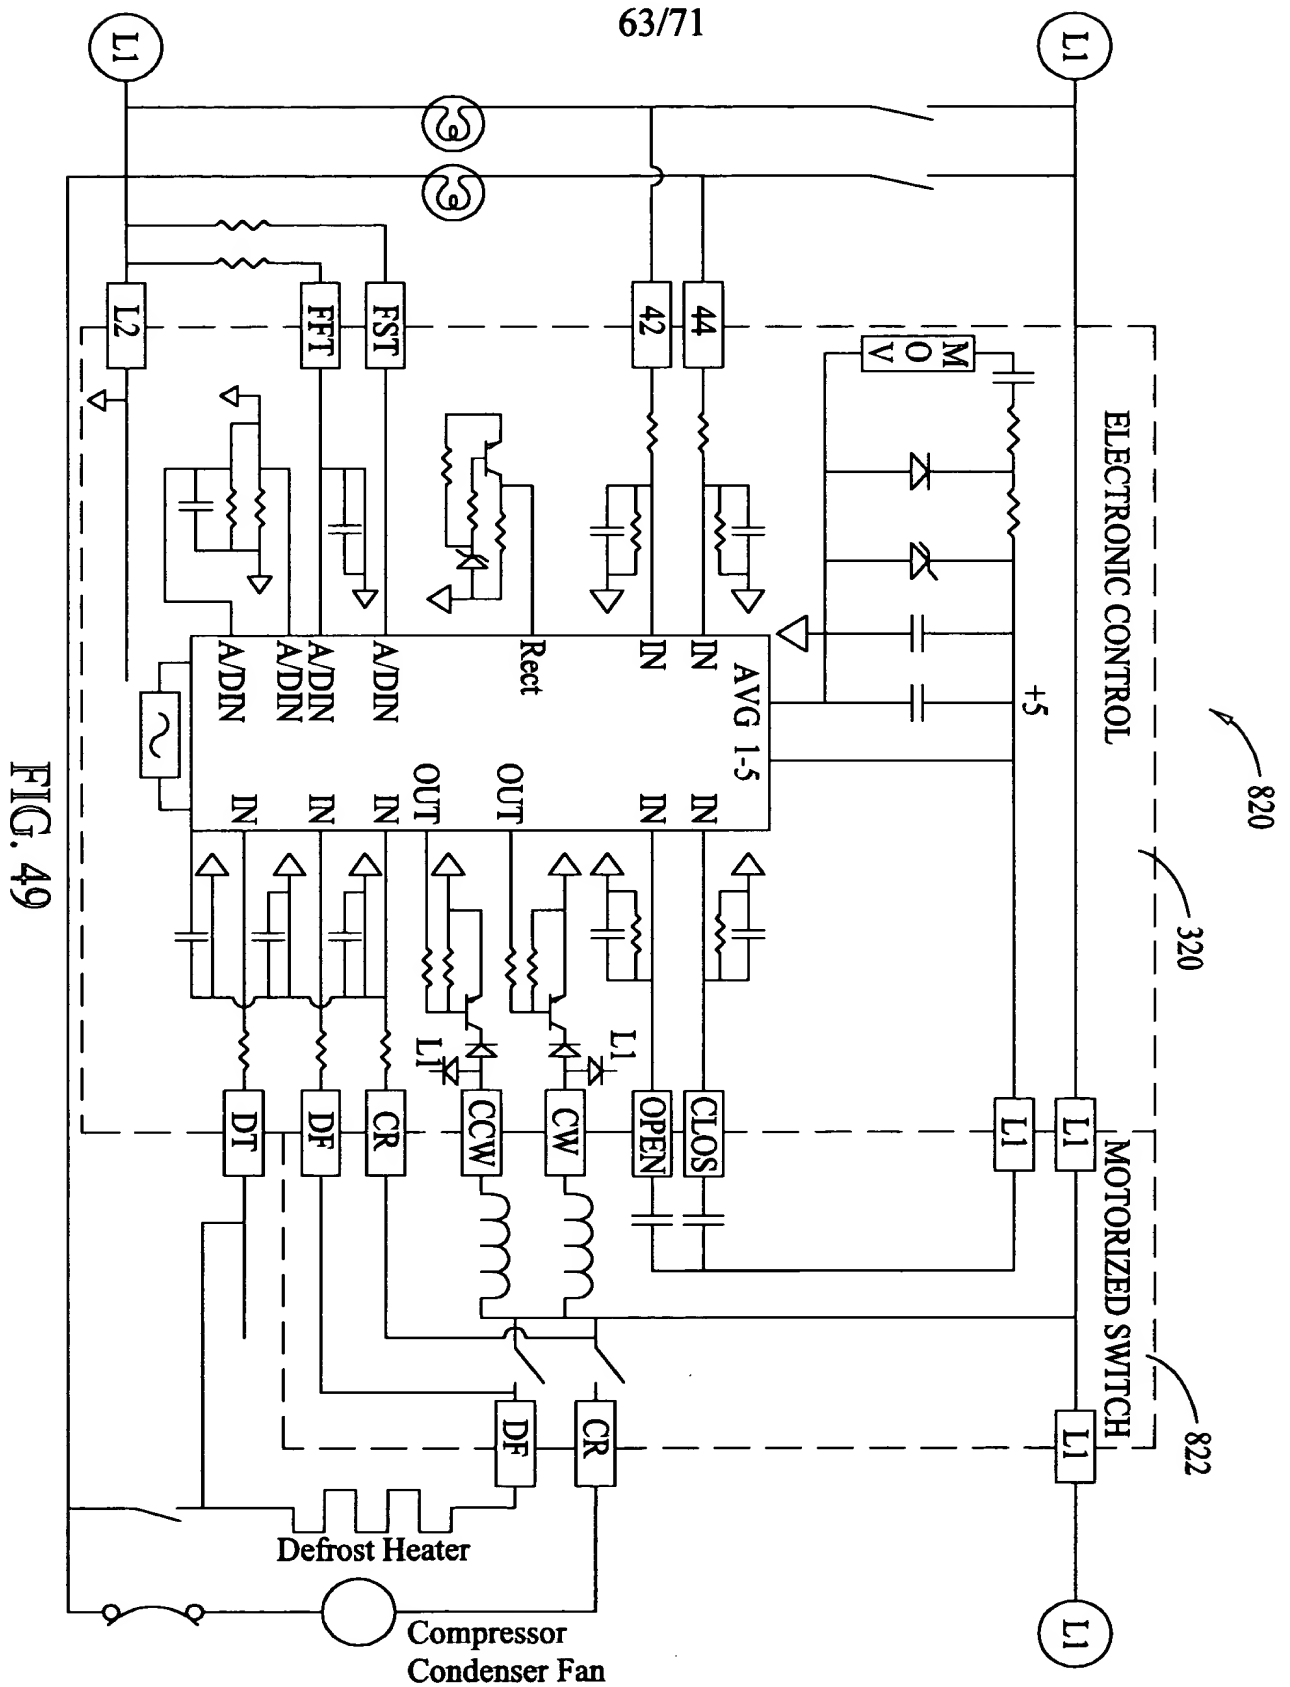 63/71
L1
L1
L2
FFT
FST
42
44
M
O
V
ELECTRONIC CONTROL
+5
820
320
A/DIN
A/DIN
A/DIN
A/DIN
Rect
IN
IN
AVG 1-5
IN
IN
IN
OUT
OUT
IN
IN
L1
L1
DT
DF
CR
CCW
CW
OPEN
CLOS
L1
L1
MOTORIZED SWITCH
822
DF
CR
L1
Defrost Heater
Compressor
Condenser Fan
L1
FIG. 49